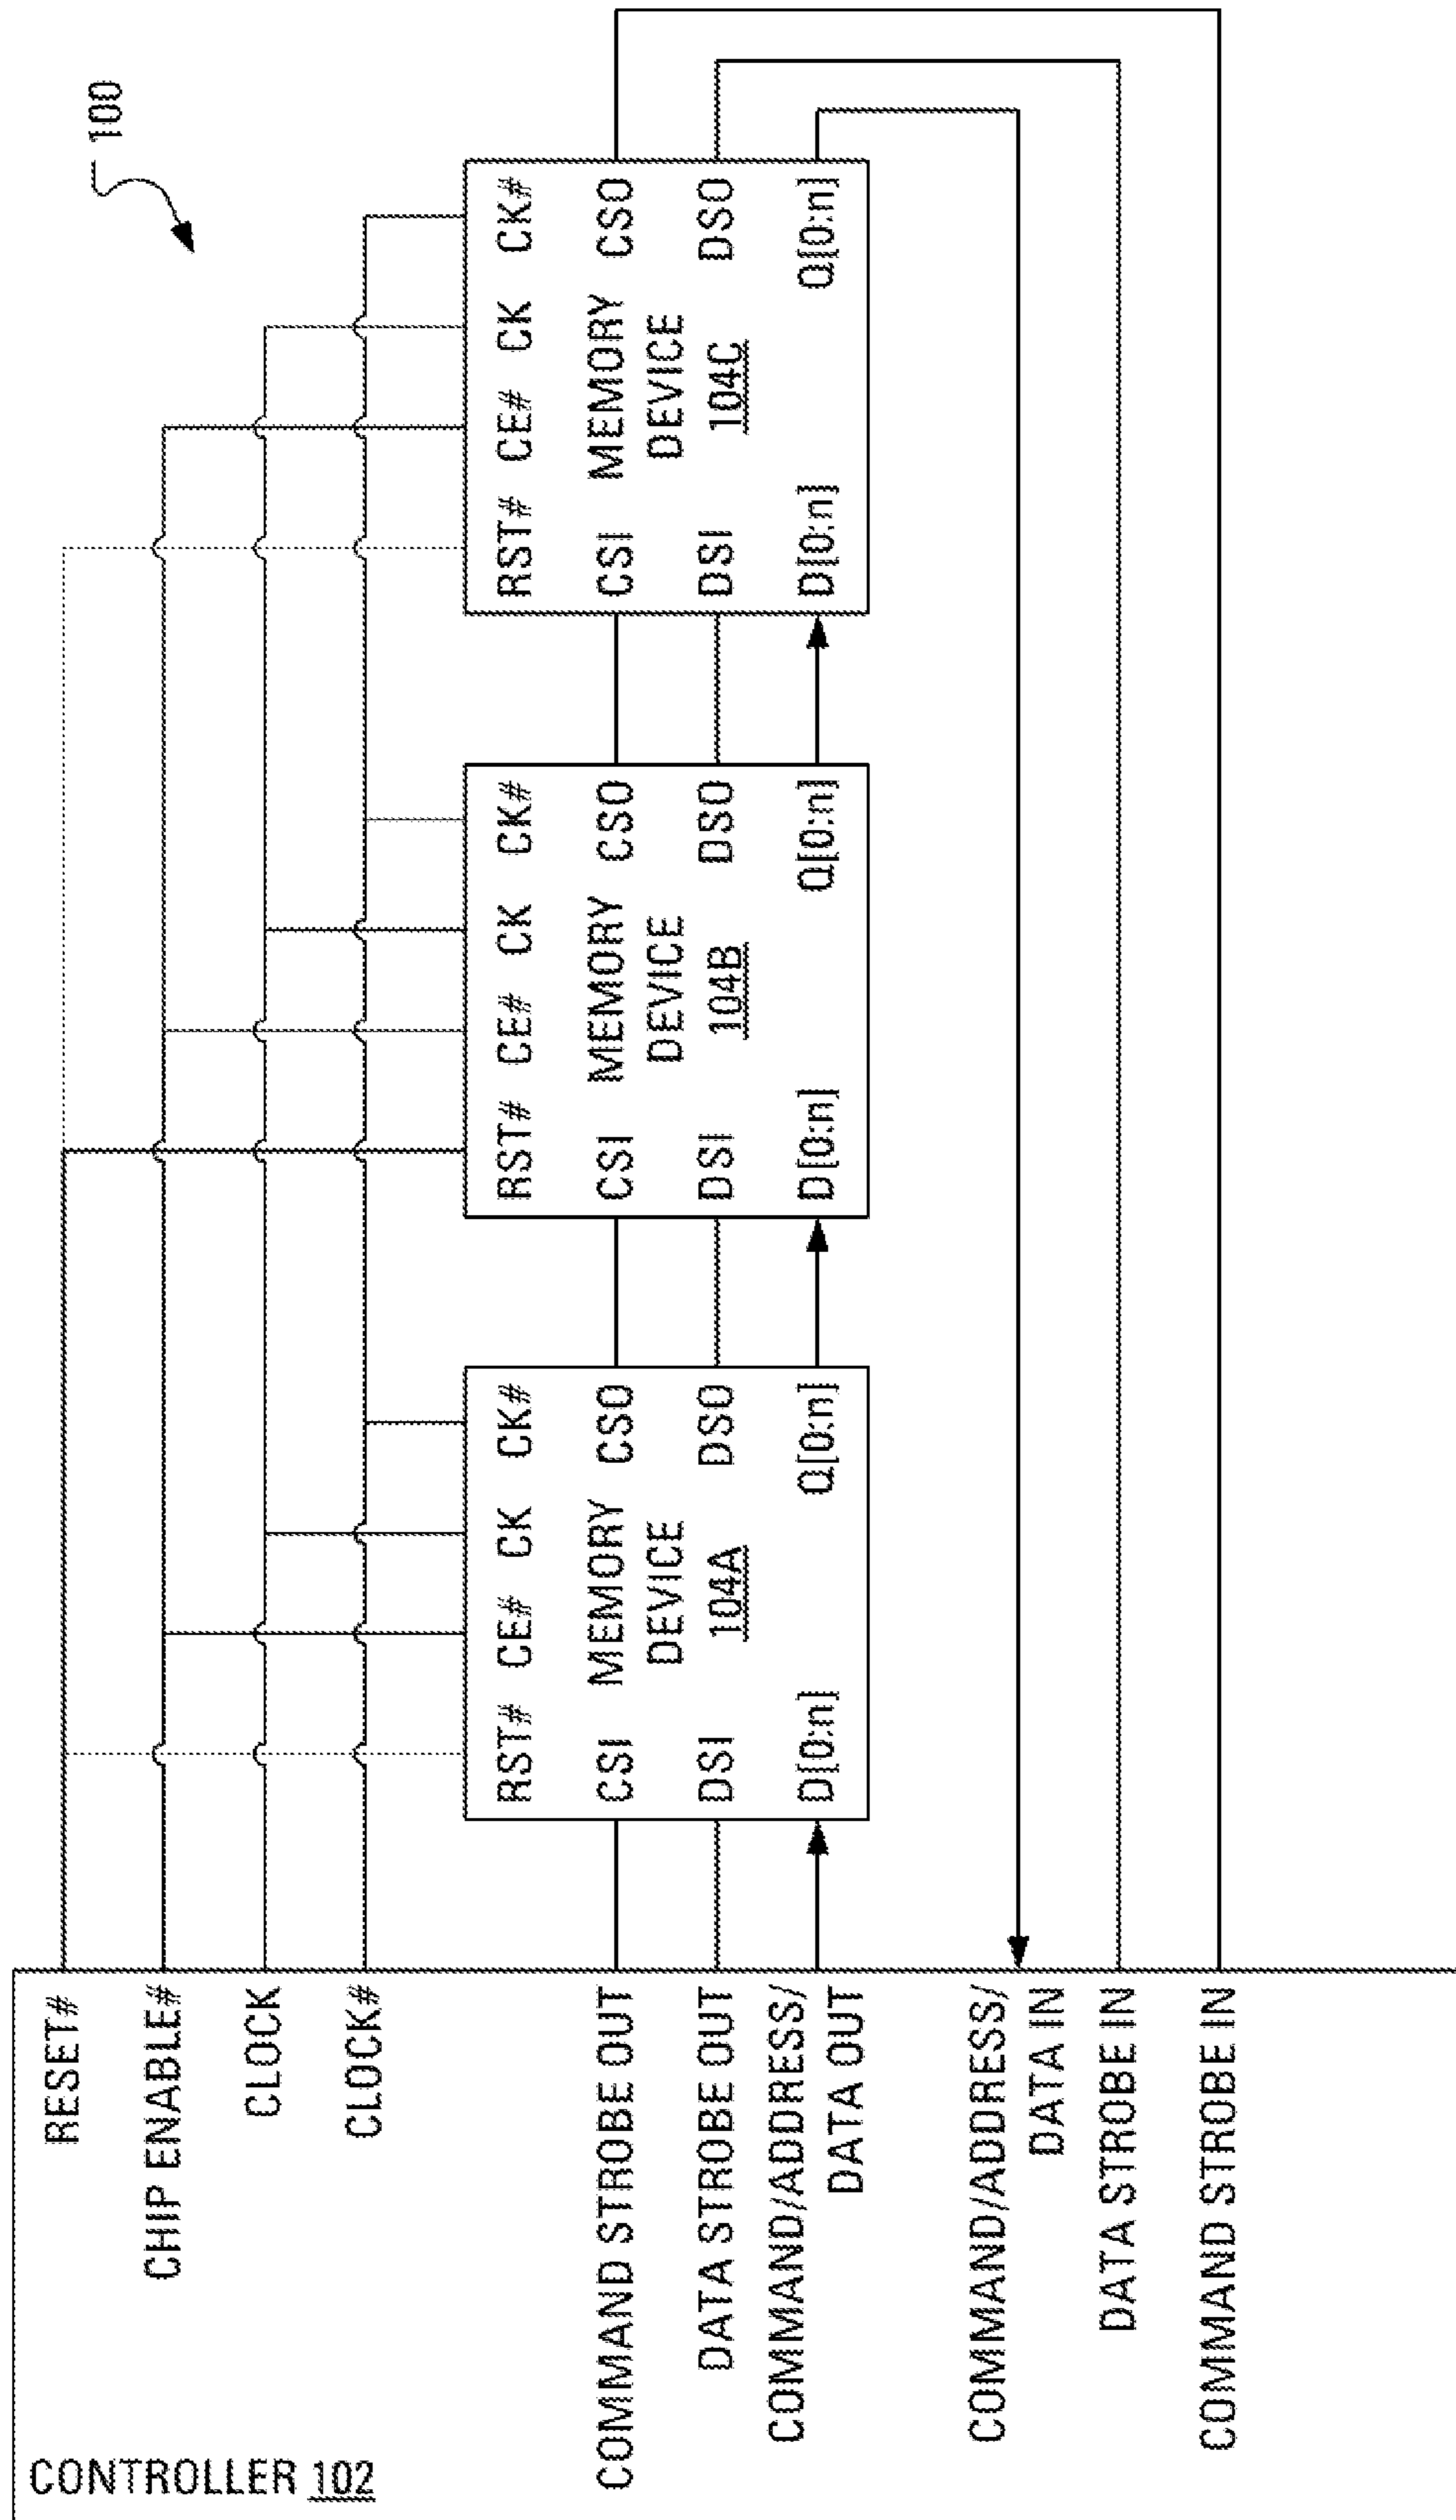 100
RESET#
CHIP ENABLE#
CLOCK
CLOCK#
COMMAND STROBE OUT
DATA STROBE OUT
COMMAND/ADDRESS/
DATA OUT
COMMAND/ADDRESS/
DATA IN
DATA STROBE IN
COMMAND STROBE IN
CONTROLLER 102
RST# CE# CK CK#
CSI MEMORY CSO
DEVICE
DSI 104A DSO
D[0:n] Q[0:n]
RST# CE# CK CK#
CSI MEMORY CSO
DEVICE
DSI 104B DSO
D[0:n] Q[0:n]
RST# CE# CK CK#
CSI MEMORY CSO
DEVICE
DSI 104C DSO
D[0:n] Q[0:n]